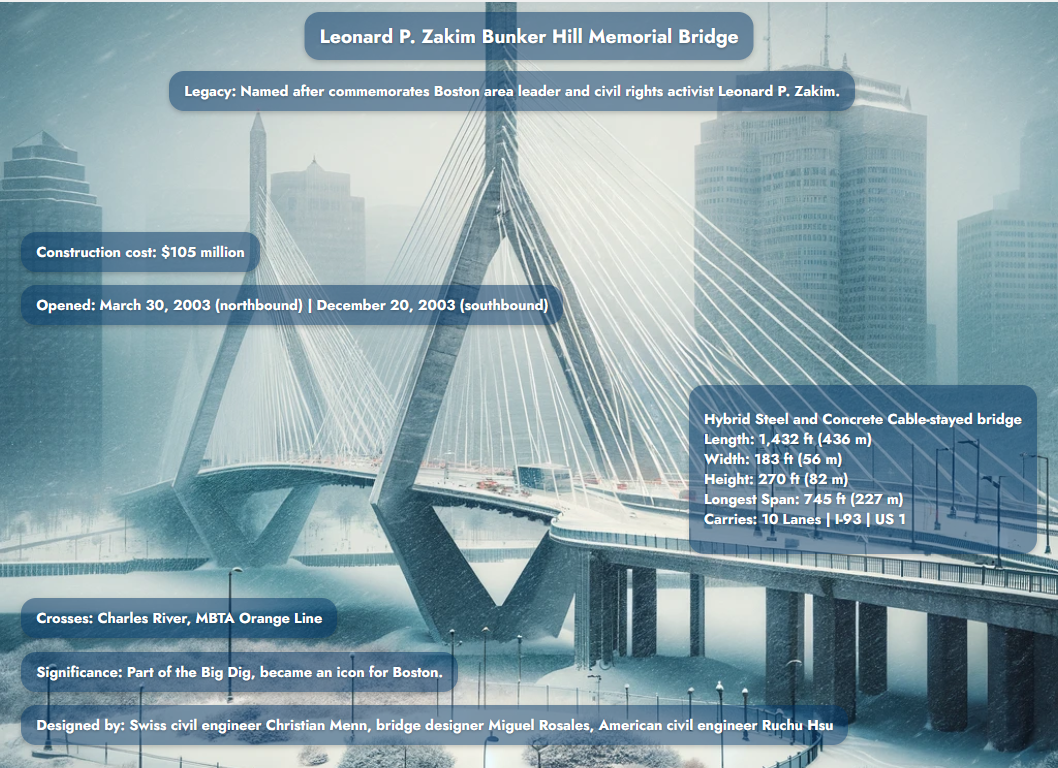 Leonard P. Zakim Bunker Hill Memorial Bridge
Legacy: Named after commemorates Boston area leader and civil rights activist Leonard P. Zakim.
Construction cost: $105 million
Opened: March 30, 2003 (northbound) | December 20, 2003 (southbound)
Hybrid Steel and Concrete Cable-stayed bridge
Length: 1,432 ft (436 m)
Width: 183 ft (56 m)
Height: 270 ft (82 m)
Longest Span: 745 ft (227 m)
Carries: 10 Lanes | I-93 | US 1
Crosses: Charles River, MBTA Orange Line
Significance: Part of the Big Dig, became an icon for Boston.
Designed by: Swiss civil engineer Christian Menn, bridge designer Miguel Rosales, American civil engineer Ruchu Hsu